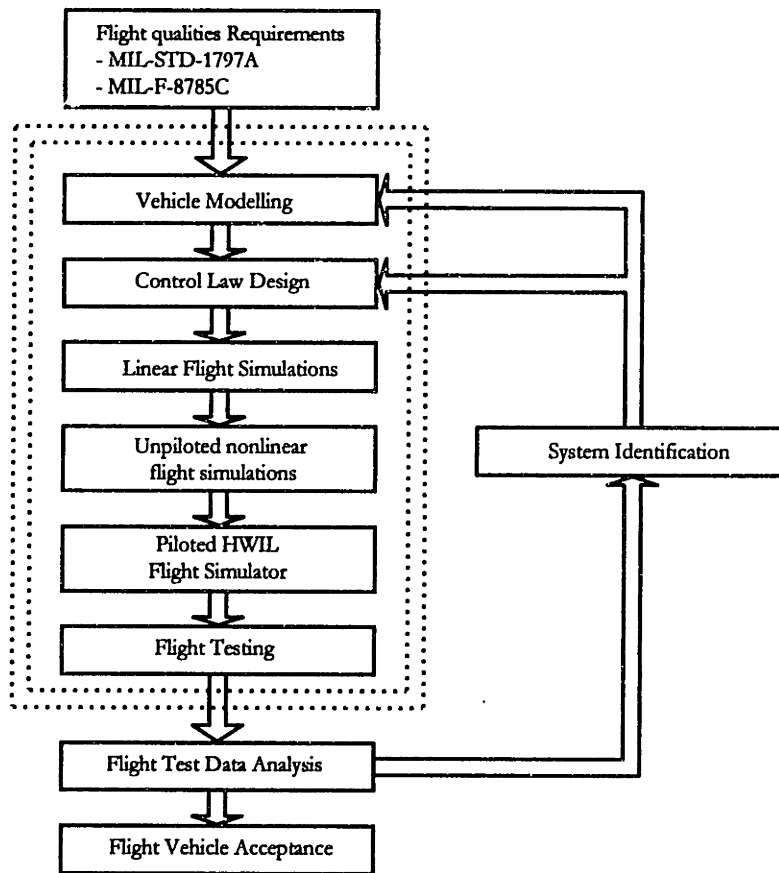 Flight qualities Requirements
- MIL-STD-1797A
- MIL-F-8785C
Vehicle Modelling
Control Law Design
Linear Flight Simulations
Unpiloted nonlinear
flight simulations
System Identification
Piloted HWIL
Flight Simulator
Flight Testing
Flight Test Data Analysis
Flight Vehicle Acceptance